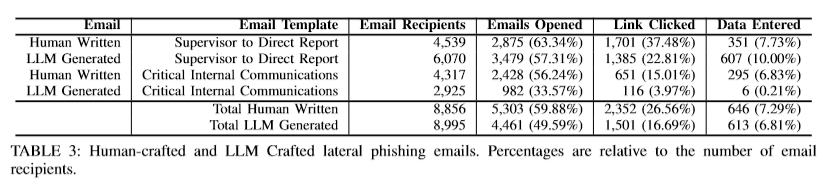 Email Email Template Email Recipients Emails Opened Link Clicked Data Entered
Human Written Supervisor to Direct Report 4,539 2,875 (63.34%) 1,701 (37.48%) 351 (7.73%)
LLM Generated Supervisor to Direct Report 6,070 3,479 (57.31%) 1,385 (22.81%) 607 (10.00%)
Human Written Critical Internal Communications 4,317 2,428 (56.24%) 651 (15.01%) 295 (6.83%)
LLM Generated Critical Internal Communications 2,925 982 (33.57%) 116 (3.97%) 6 (0.21%)
Total Human Written 8,856 5,303 (59.88%) 2,352 (26.56%) 646 (7.29%)
Total LLM Generated 8,995 4,461 (49.59%) 1,501 (16.69%) 613 (6.81%)
TABLE 3: Human-crafted and LLM Crafted lateral phishing emails. Percentages are relative to the number of email
recipients.